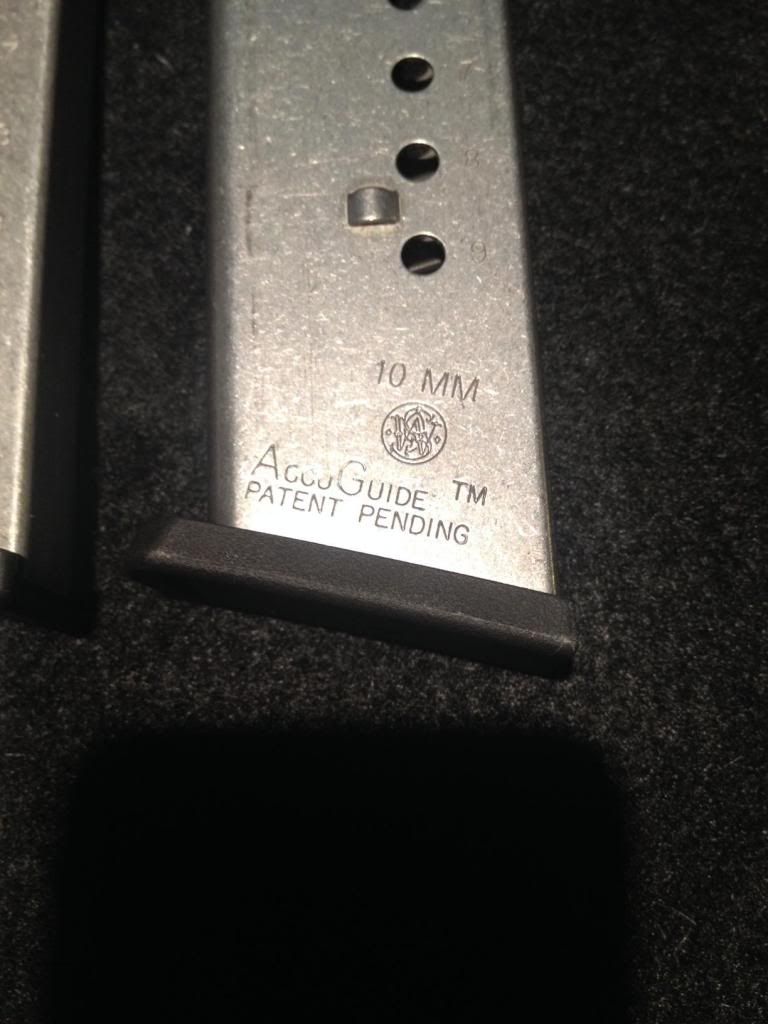 7
8
9
10 MM
S&W
ACCUGUIDE TM
PATENT PENDING